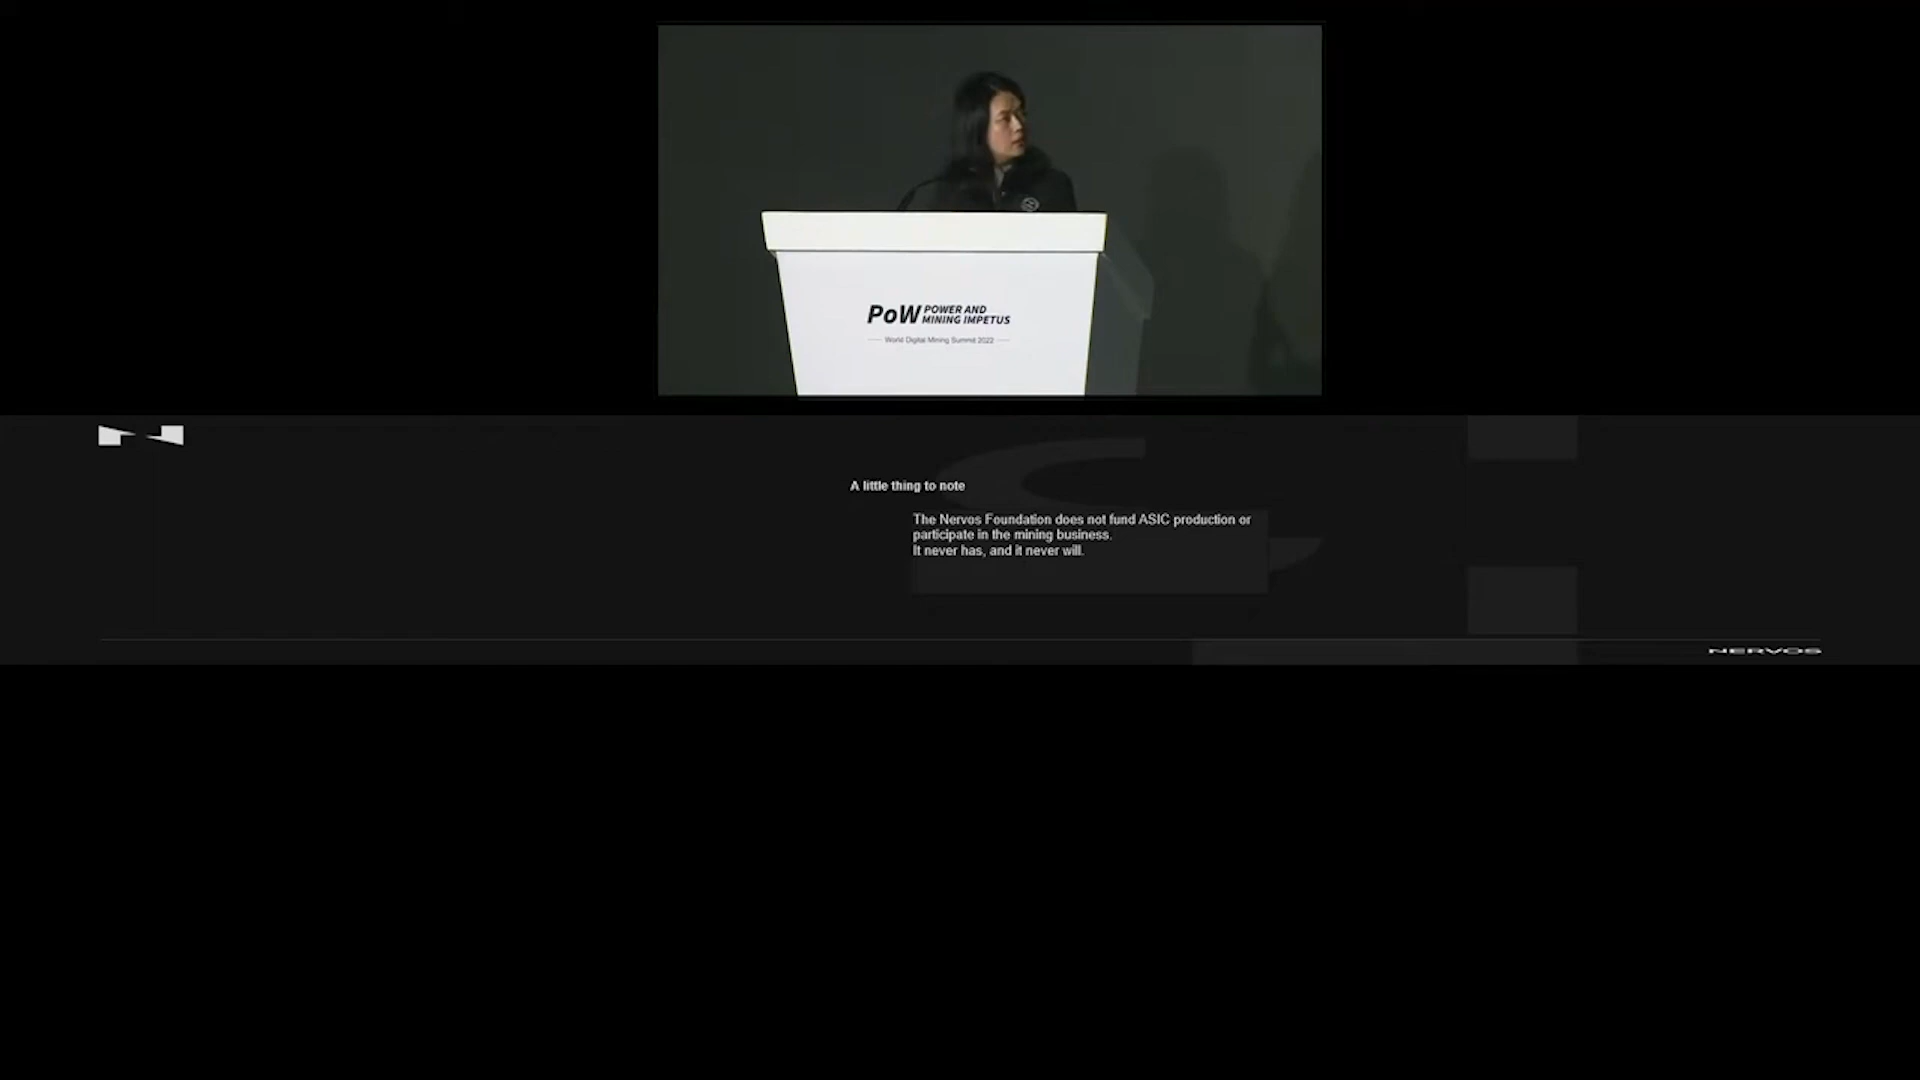 PoW POWER AND
MINING IMPETUS
World Digital Mining Summit 2022
A little thing to note
The Nervos Foundation does not fund ASIC production or
participate in the mining business.
It never has, and it never will.
NERVOS